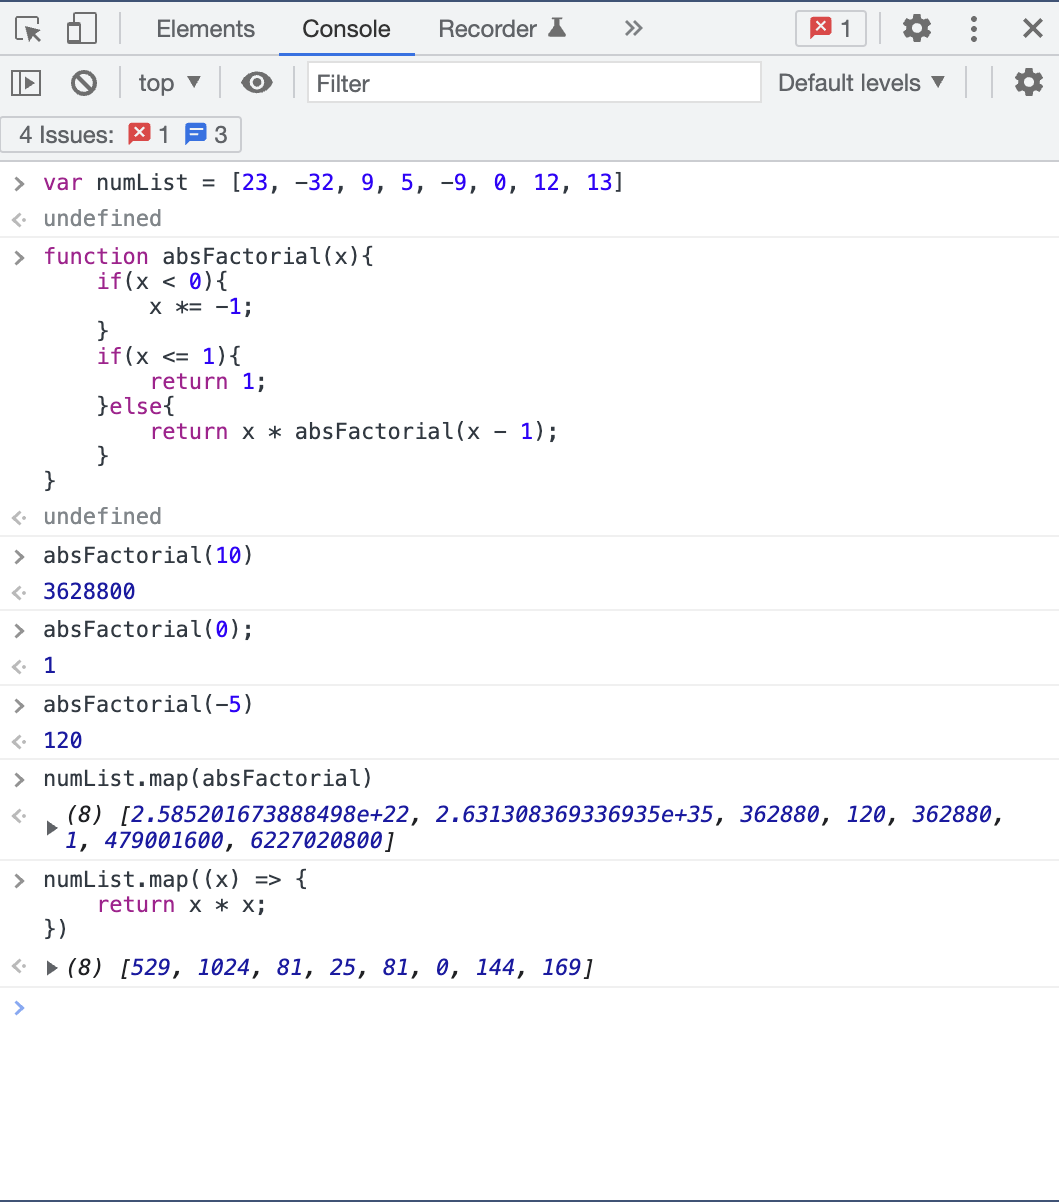 Elements Console Recorder 1
top Filter Default levels
4 Issues: 1 3
> var numList = [23, -32, 9, 5, -9, 0, 12, 13]
undefined
> function absFactorial(x){
if(x < 0){
x *= -1;
}
if(x <= 1){
return 1;
}else{
return x * absFactorial(x - 1);
}
}
undefined
> absFactorial(10)
3628800
> absFactorial(0);
1
> absFactorial(-5)
120
> numList.map(absFactorial)
(8) [2.585201673888498e+22, 2.631308369336935e+35, 362880, 120, 362880,
1, 479001600, 6227020800]
> numList.map((x) => {
return x * x;
})
(8) [529, 1024, 81, 25, 81, 0, 144, 169]
>